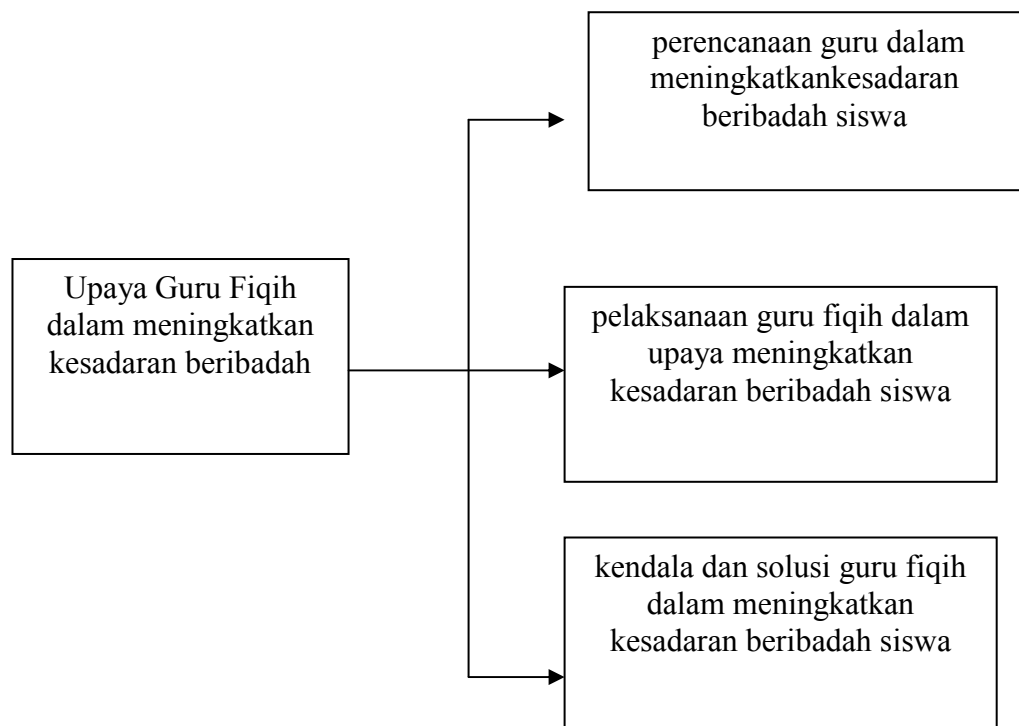 perencanaan guru dalam
meningkatkankesadaran
beribadah siswa
Upaya Guru Fiqih
dalam meningkatkan
kesadaran beribadah
pelaksanaan guru fiqih dalam
upaya meningkatkan
kesadaran beribadah siswa
kendala dan solusi guru fiqih
dalam meningkatkan
kesadaran beribadah siswa